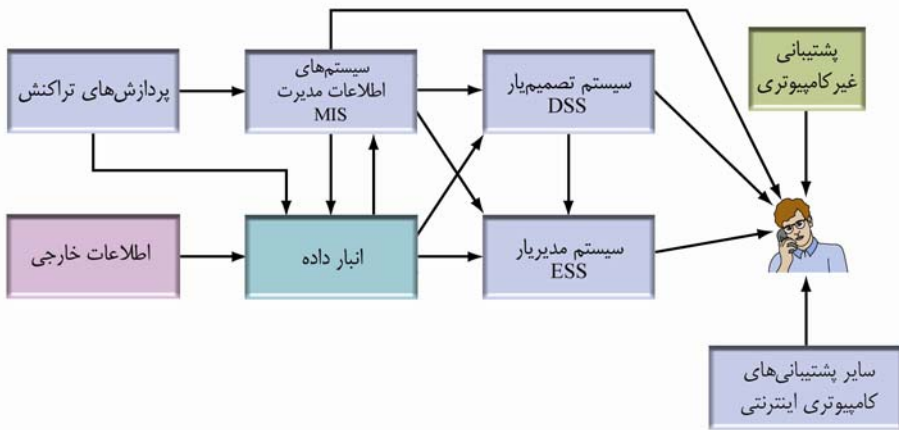 پشتیبانی
غیرکامپیوتری
سیستم تصمیم‌یار
DSS
سیستم‌های
اطلاعات مدیرت
MIS
پردازش‌های تراکنش
سیستم مدیریار
ESS
انبار داده
اطلاعات خارجی
سایر پشتیبانی‌های
کامپیوتری اینترنتی